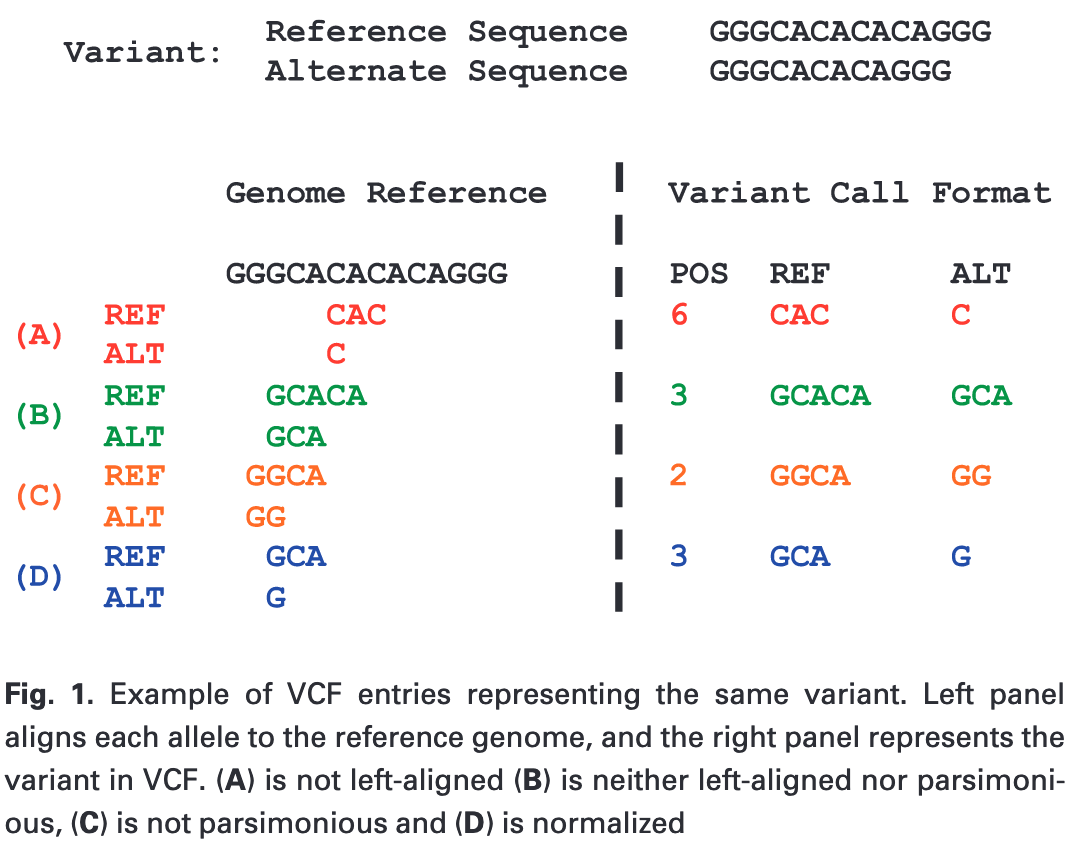 Variant: Reference Sequence GGGCACACACAGGG
Alternate Sequence GGGCACACAGGG
Genome Reference Variant Call Format
GGGCACACACAGGG POS REF ALT
(A) REF CAC 6 CAC C
ALT C
(B) REF GCACA 3 GCACA GCA
ALT GCA
(C) REF GGCA 2 GGCA GG
ALT GG
(D) REF GCA 3 GCA G
ALT G
Fig. 1. Example of VCF entries representing the same variant. Left panel
aligns each allele to the reference genome, and the right panel represents the
variant in VCF. (A) is not left-aligned (B) is neither left-aligned nor parsimoni-
ous, (C) is not parsimonious and (D) is normalized